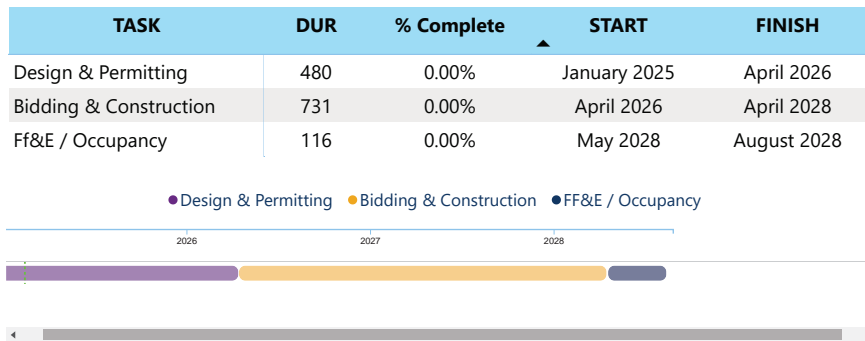 TASK DUR % Complete START FINISH
Design & Permitting 480 0.00% January 2025 April 2026
Bidding & Construction 731 0.00% April 2026 April 2028
Ff&E / Occupancy 116 0.00% May 2028 August 2028
Design & Permitting Bidding & Construction FF&E / Occupancy
2026 2027 2028